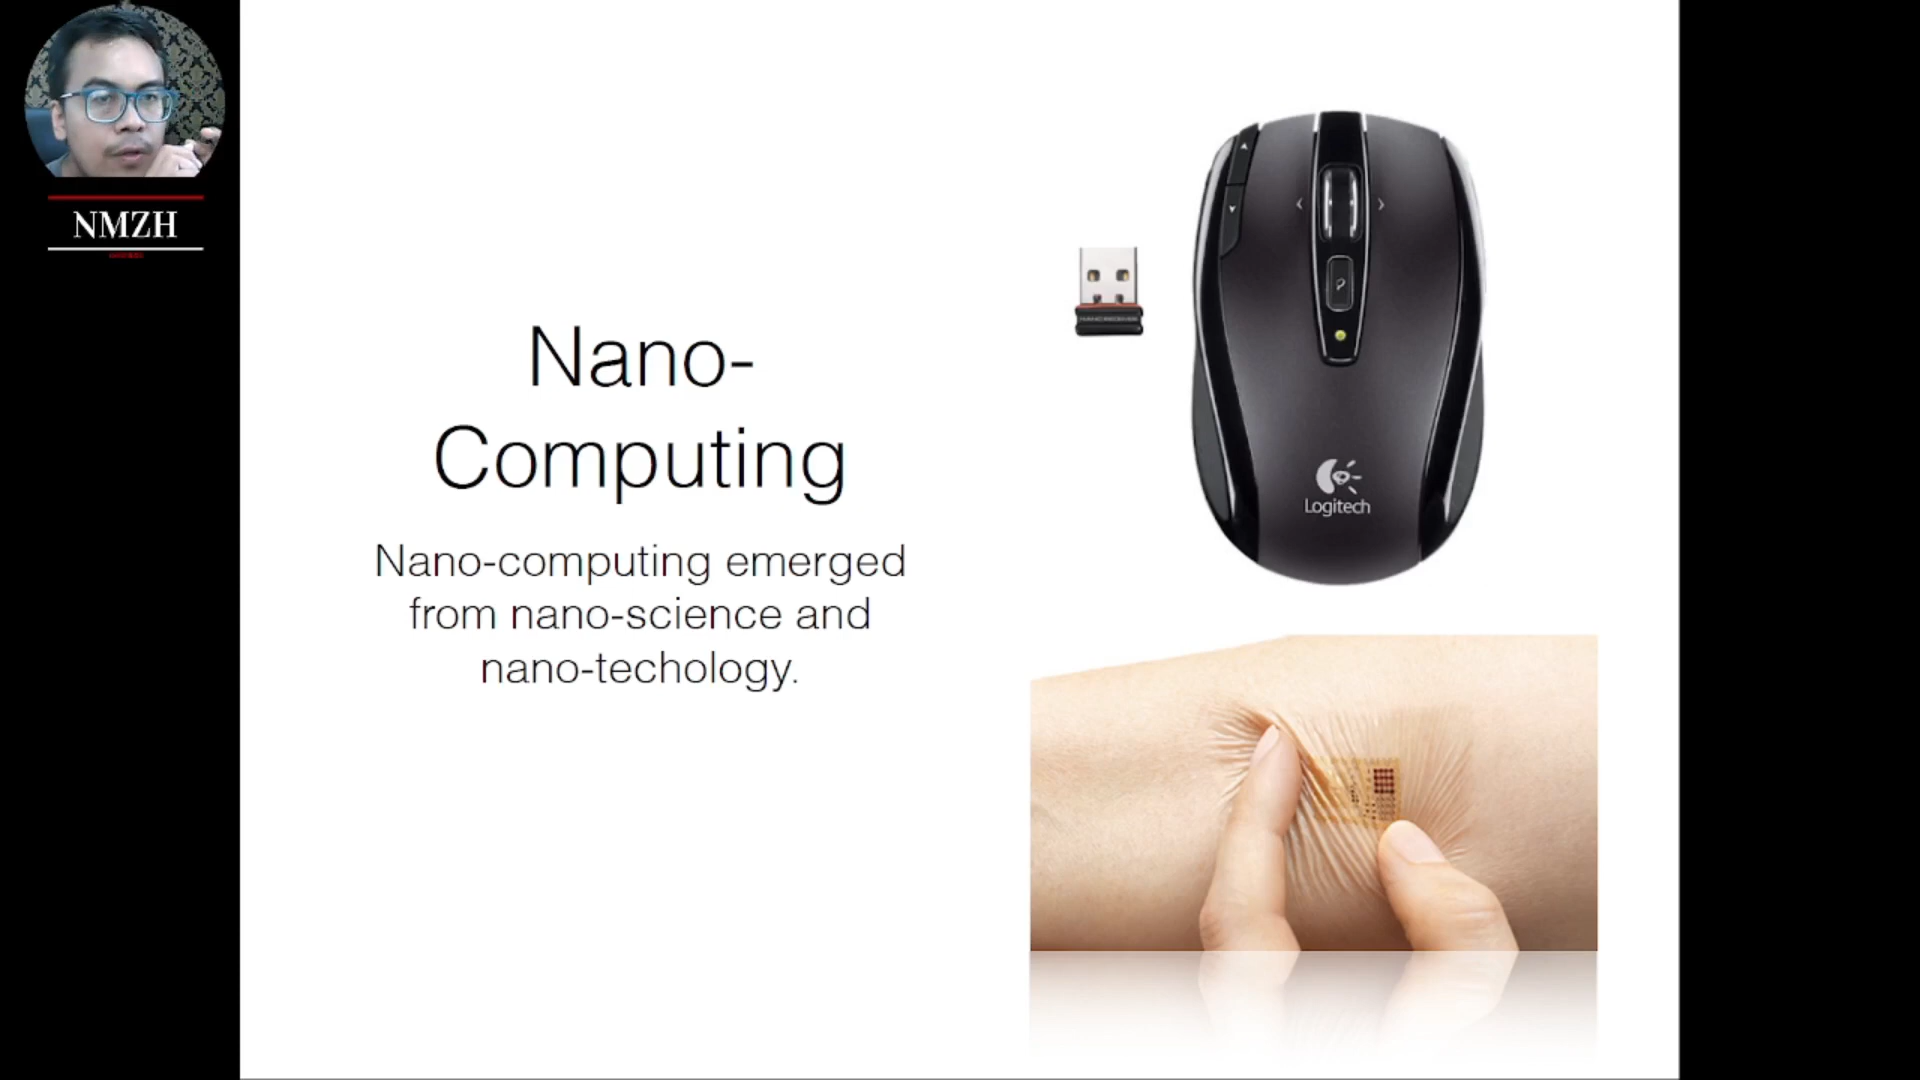 NMZH
Nano-
Computing
Nano-computing emerged
from nano-science and
nano-techology.
Logitech